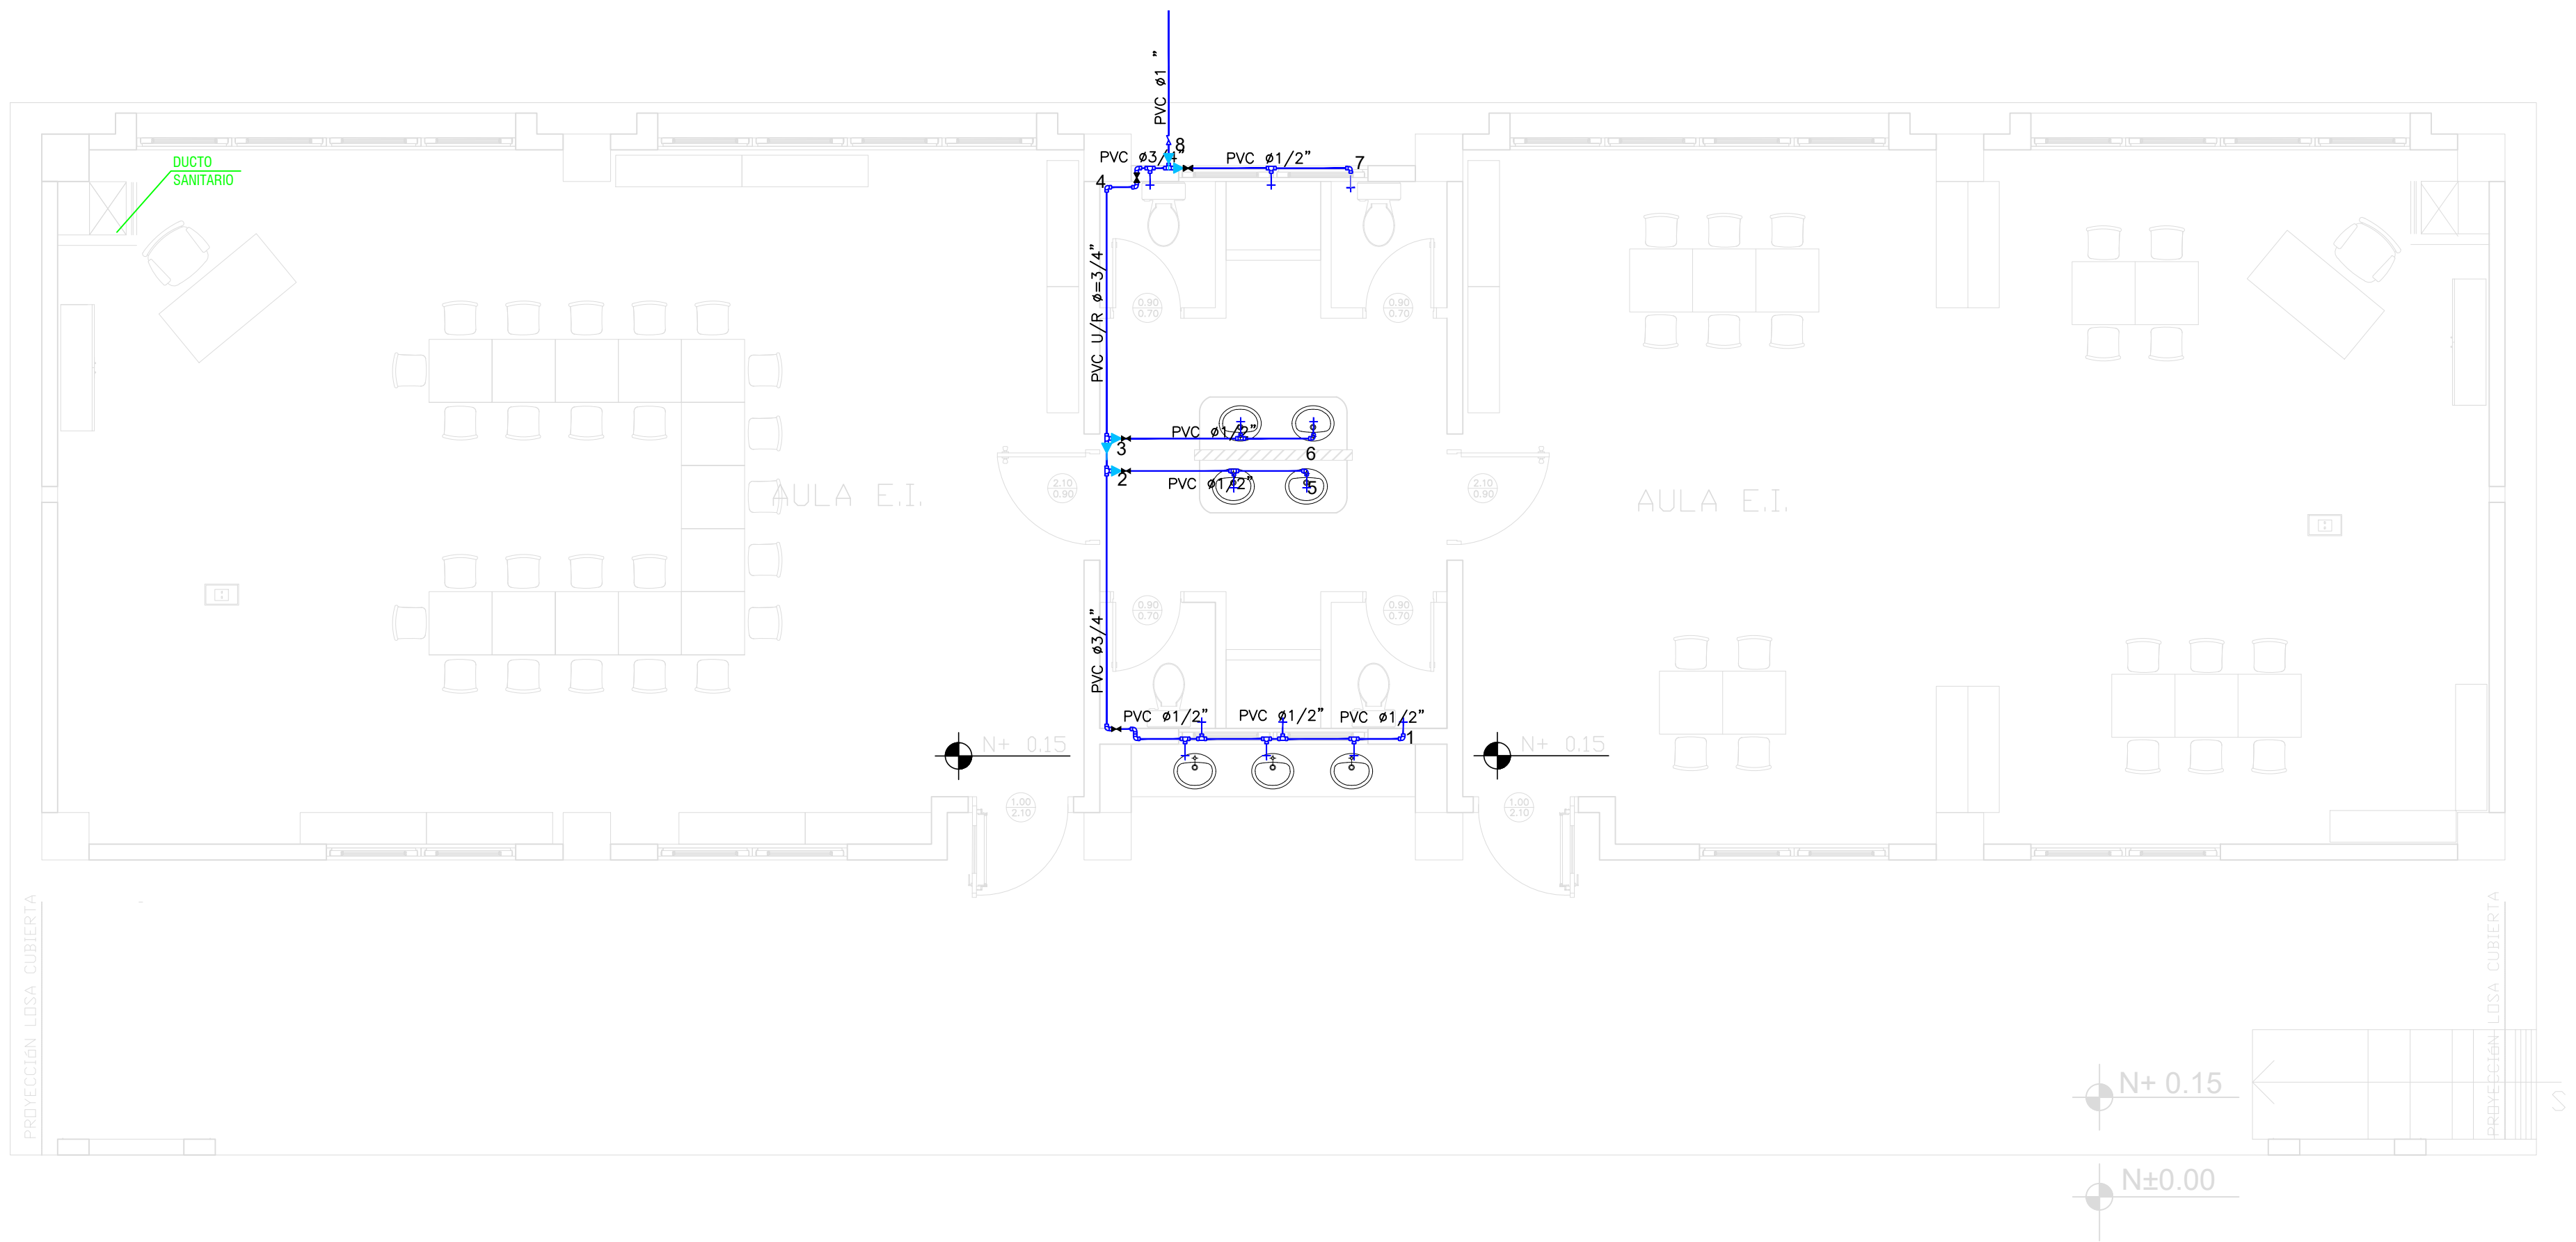 PVC ø1 "
DUCTO
SANITARIO
8
PVC ø3/4"
PVC ø1/2"
7
4
PVC U/R ø=3/4"
0.90
0.70
0.90
0.70
PVC ø1/2"
3
6
2
PVC ø1/2"
5
2.10
0.90
2.10
0.90
AULA E.I.
AULA E.I.
0.90
0.70
0.90
0.70
PVC ø3/4"
PVC ø1/2"
PVC ø1/2"
PVC ø1/2"
1
N+ 0.15
N+ 0.15
1.00
2.10
1.00
2.10
PROYECCIóN LOSA CUBIERTA
PROYECCIóN LOSA CUBIERTA
N+ 0.15
S
N±0.00